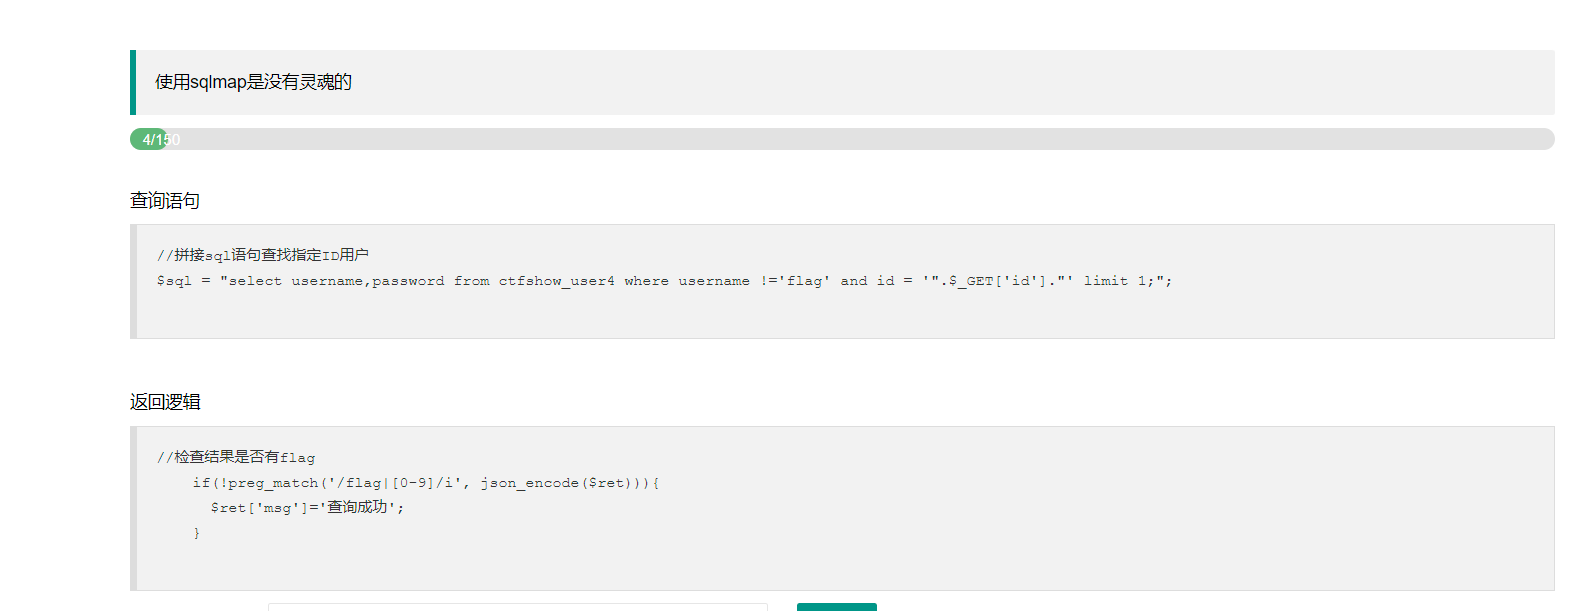 使用sqlmap是没有灵魂的
4/150
查询语句
//拼接sql语句查找指定ID用户
$sql = "select username,password from ctfshow_user4 where username !='flag' and id = '".$_GET['id']."' limit 1;";
返回逻辑
//检查结果是否有flag
    if(!preg_match('/flag|[0-9]/i', json_encode($ret))){
      $ret['msg']='查询成功';
    }